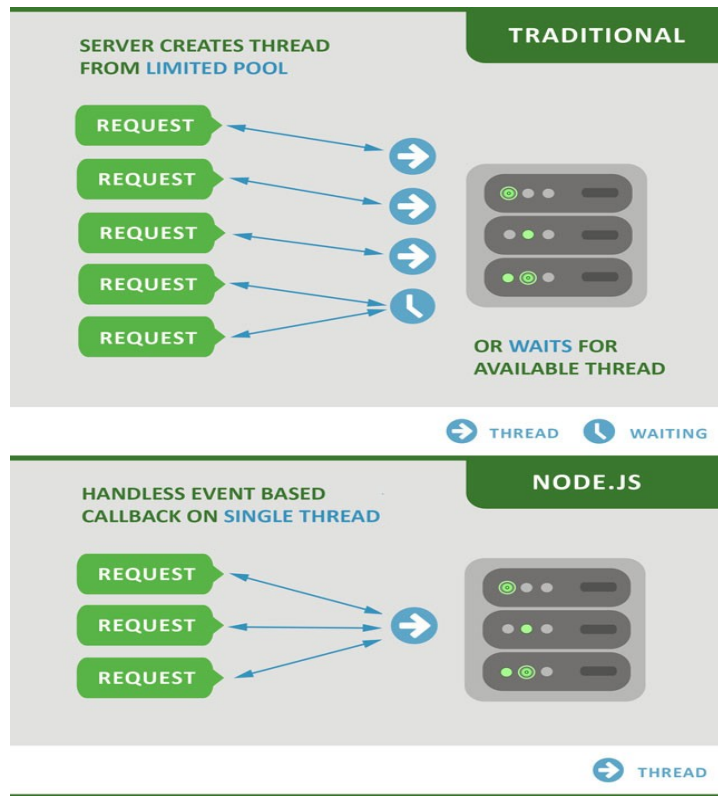 TRADITIONAL
SERVER CREATES THREAD
FROM LIMITED POOL
REQUEST
REQUEST
REQUEST
REQUEST
REQUEST
OR WAITS FOR
AVAILABLE THREAD
THREAD
WAITING
NODE.JS
HANDLESS EVENT BASED
CALLBACK ON SINGLE THREAD
REQUEST
REQUEST
REQUEST
THREAD